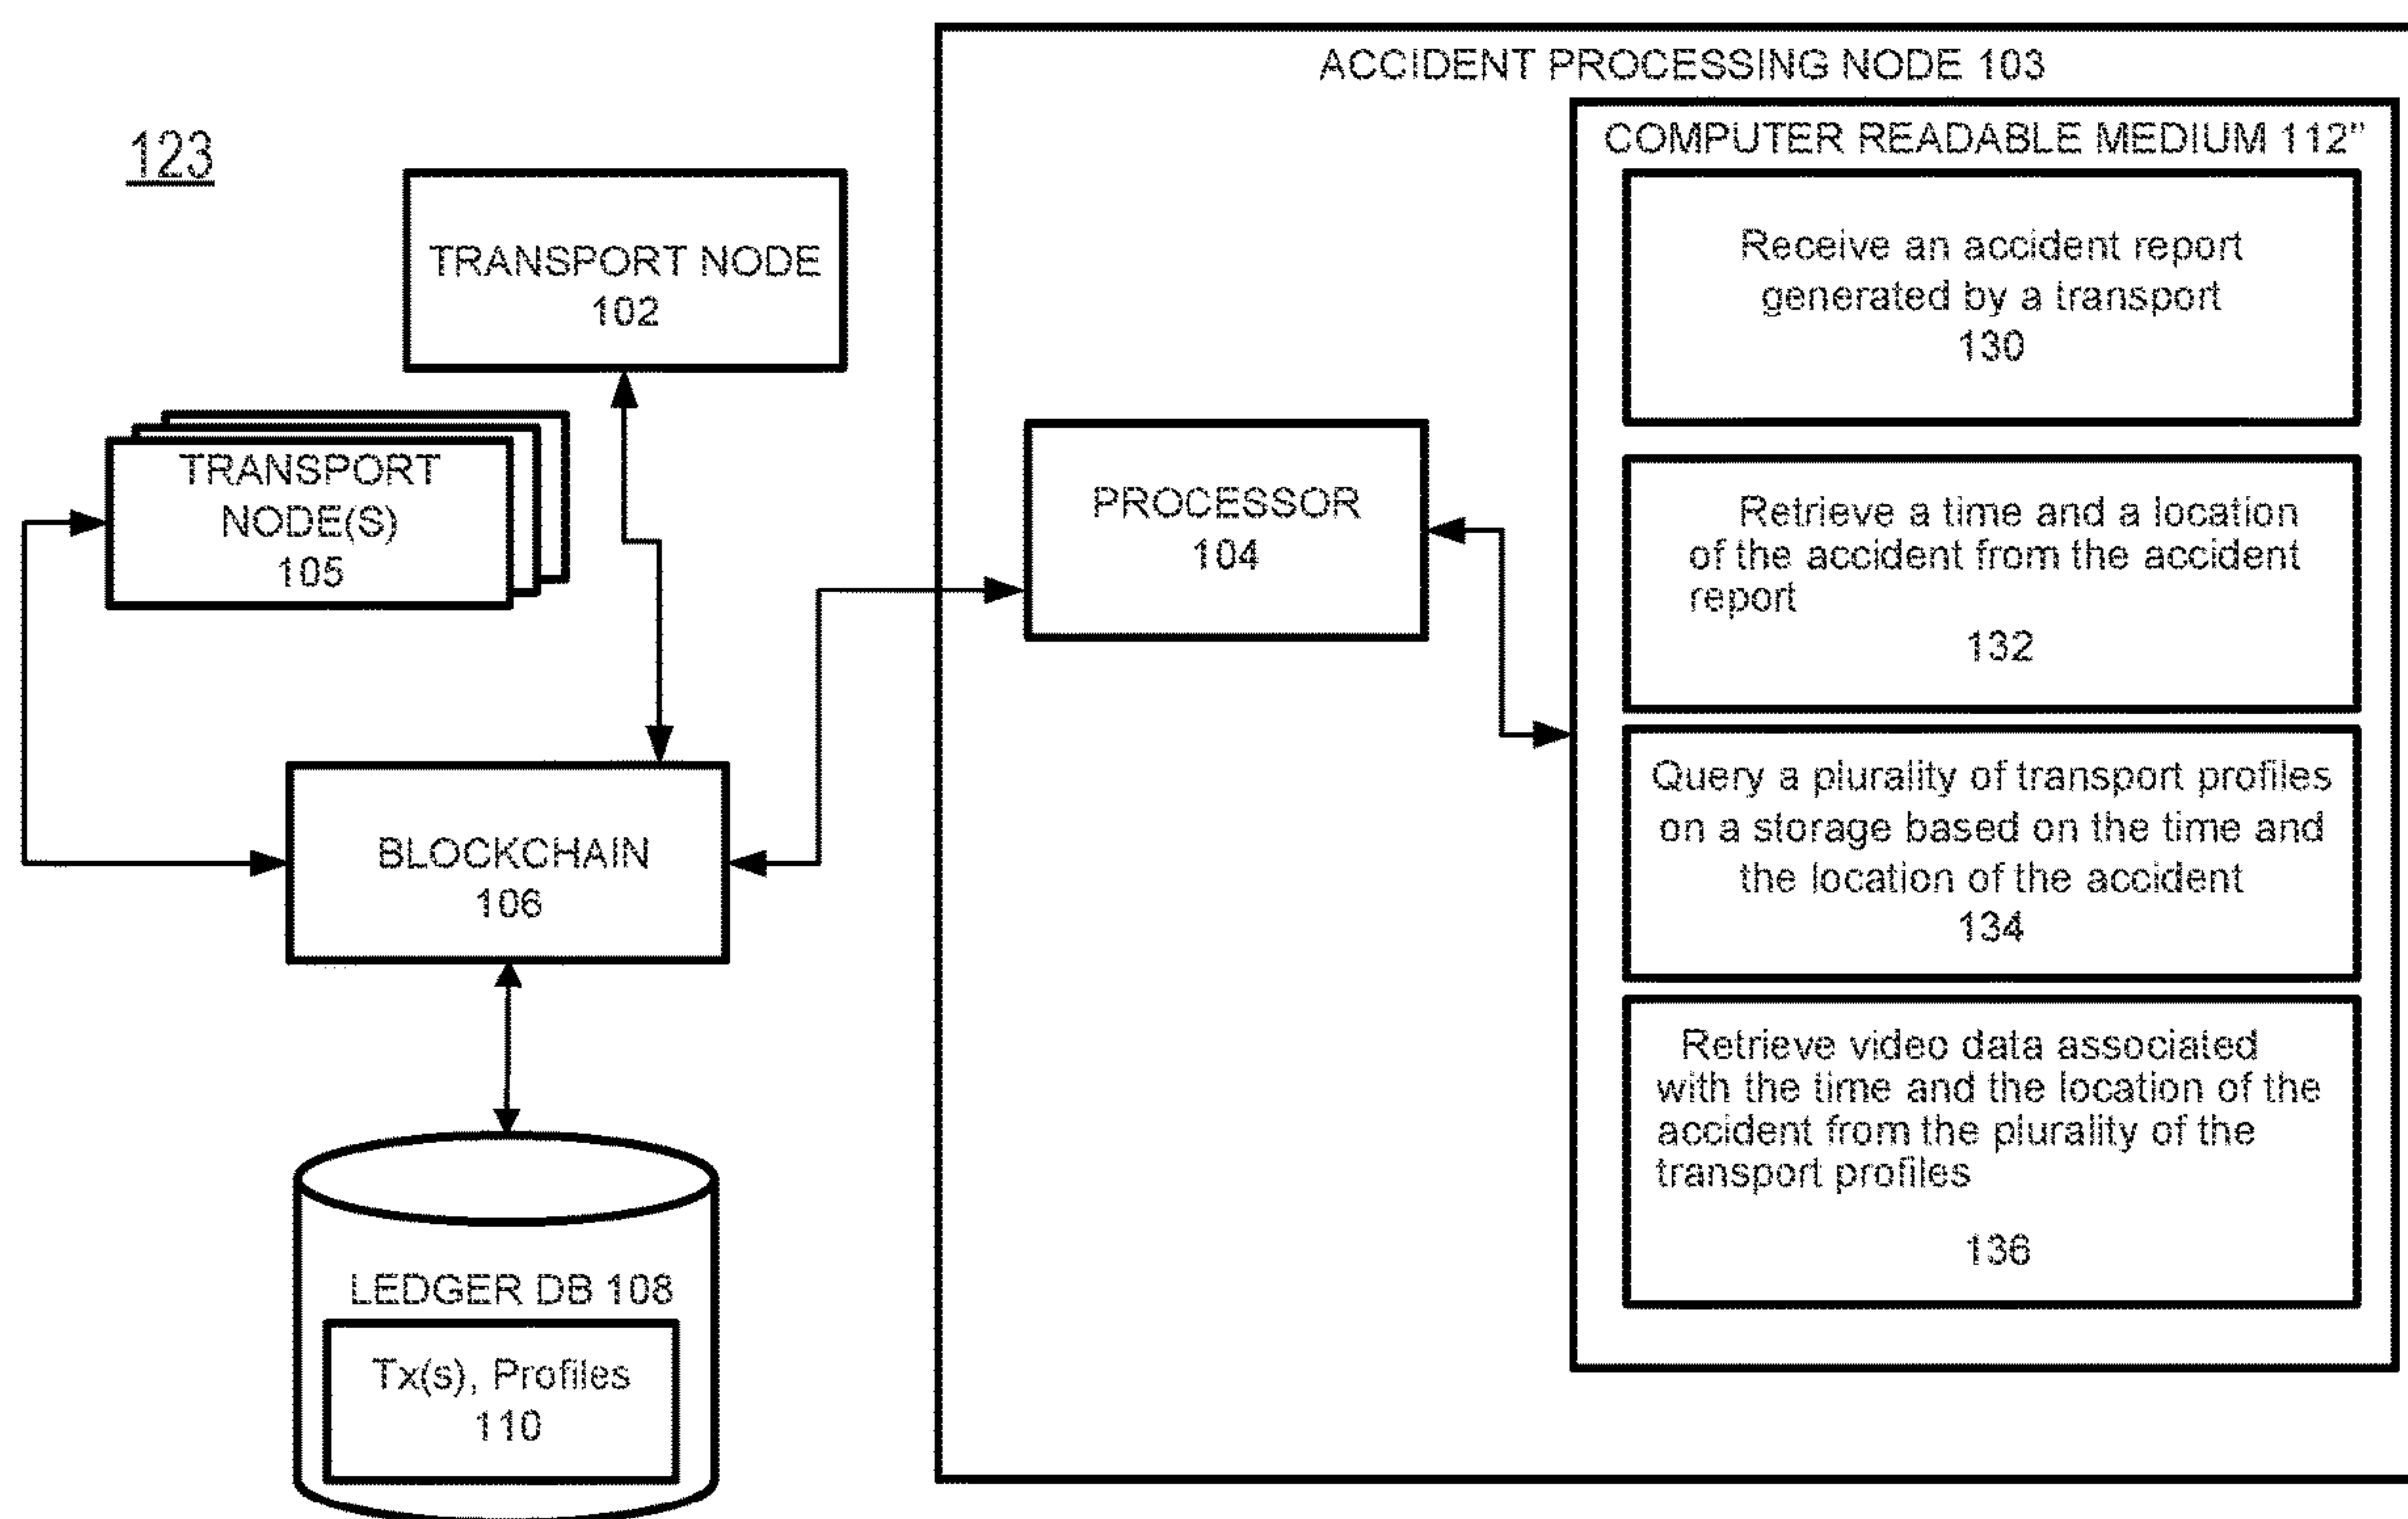 123
TRANSPORT NODE
102
TRANSPORT
NODE(S)
105
BLOCKCHAIN
106
LEDGER DB 108
Tx(s), Profiles
110
ACCIDENT PROCESSING NODE 103
PROCESSOR
104
COMPUTER READABLE MEDIUM 112"
Receive an accident report
generated by a transport
130
Retrieve a time and a location
of the accident from the accident
report
132
Query a plurality of transport profiles
on a storage based on the time and
the location of the accident
134
Retrieve video data associated
with the time and the location of the
accident from the plurality of the
transport profiles
136